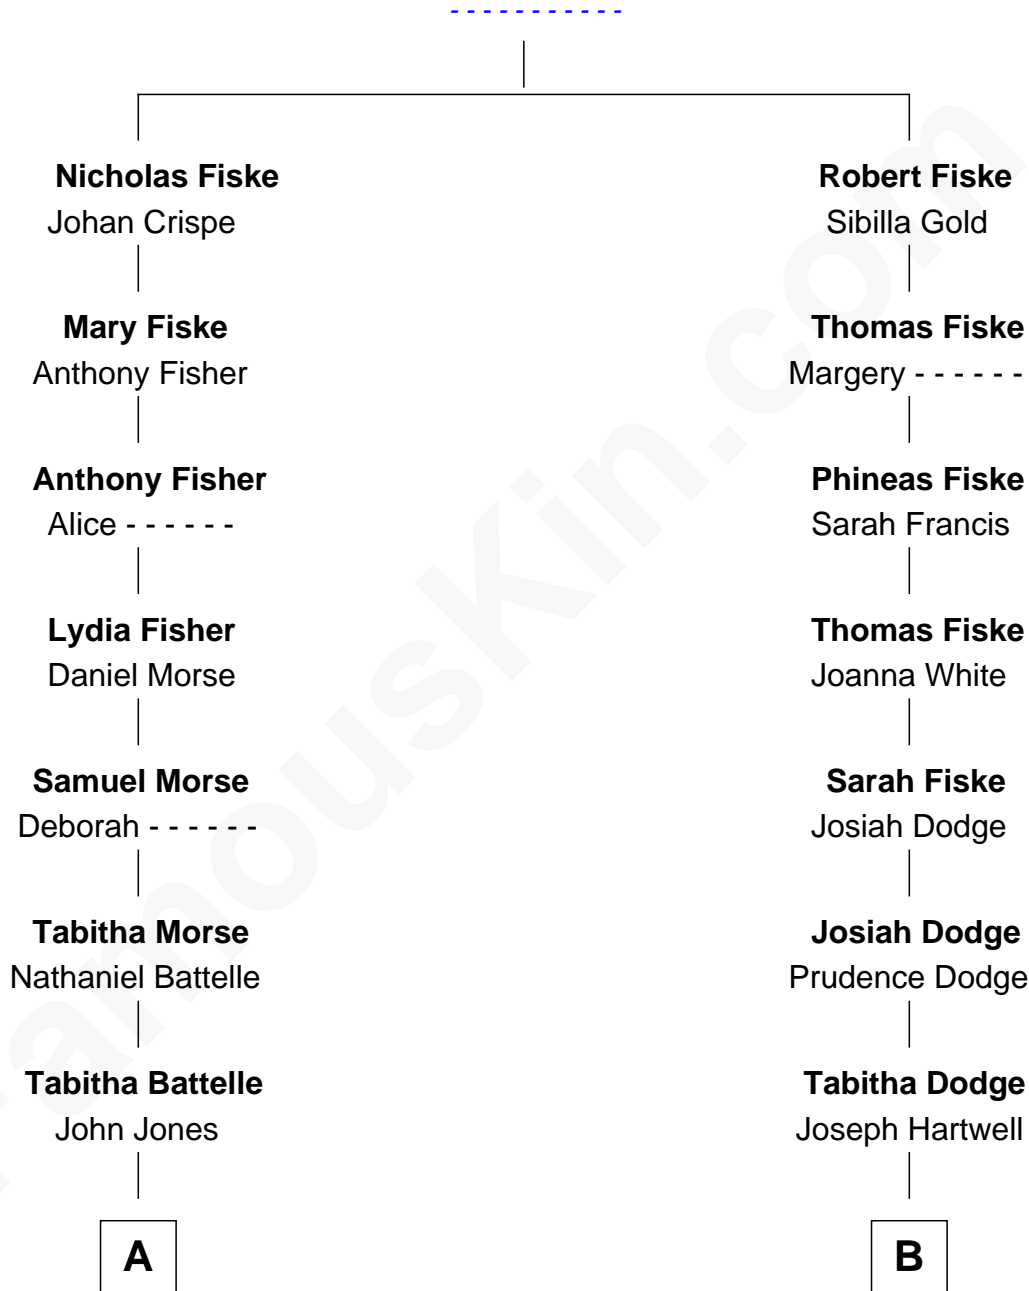 - - - - - - - - - - -
Nicholas Fiske
Johan Crispe
Robert Fiske
Sibilla Gold
Mary Fiske
Anthony Fisher
Thomas Fiske
Margery - - - - - -
Anthony Fisher
Alice - - - - - -
Phineas Fiske
Sarah Francis
Lydia Fisher
Daniel Morse
Thomas Fiske
Joanna White
Samuel Morse
Deborah - - - - - -
Sarah Fiske
Josiah Dodge
Tabitha Morse
Nathaniel Battelle
Josiah Dodge
Prudence Dodge
Tabitha Battelle
John Jones
Tabitha Dodge
Joseph Hartwell
A
B
FamousKin.com